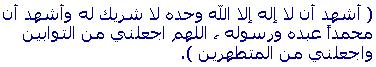 ( أشهد أن لا إله إلا الله وحده لا شريك له وأشهد أن
محمداً عبده ورسوله ، اللهم اجعلني من التوابين
واجعلني من المتطهرين ).